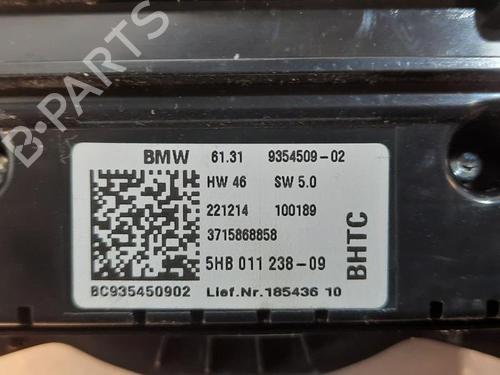 BMW 61.31 9354509-02
HW 46 SW 5.0
221214 100189
3715868858
5HB 011 238-09
BC935450902 Lief.Nr.185436 10
BHTC
B-PARTS